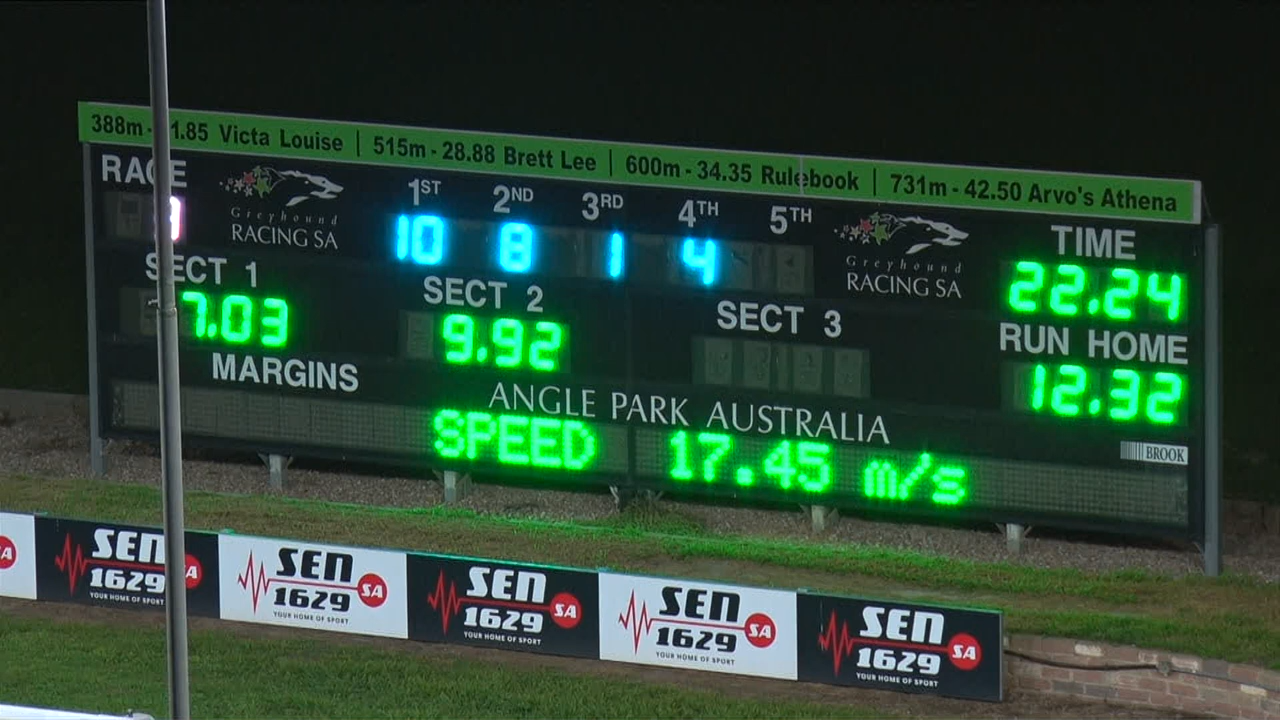 388m - 1.85 Victa Louise | 515m - 28.88 Brett Lee | 600m - 34.35 Rulebook | 731m - 42.50 Arvo's Athena
RACE
Greyhound
RACING SA
1ST 2ND 3RD 4TH 5TH
10 8 1 4
Greyhound
RACING SA
TIME
22.24
SECT 1
7.03
SECT 2
9.92
SECT 3
RUN HOME
12.32
MARGINS
ANGLE PARK AUSTRALIA
SPEED 17.45 m/s
BROOK
SA
SEN
1629 SA
YOUR HOME OF SPORT
SEN
1629 SA
YOUR HOME OF SPORT
SEN
1629 SA
YOUR HOME OF SPORT
SEN
1629 SA
YOUR HOME OF SPORT
SEN
1629 SA
YOUR HOME OF SPORT